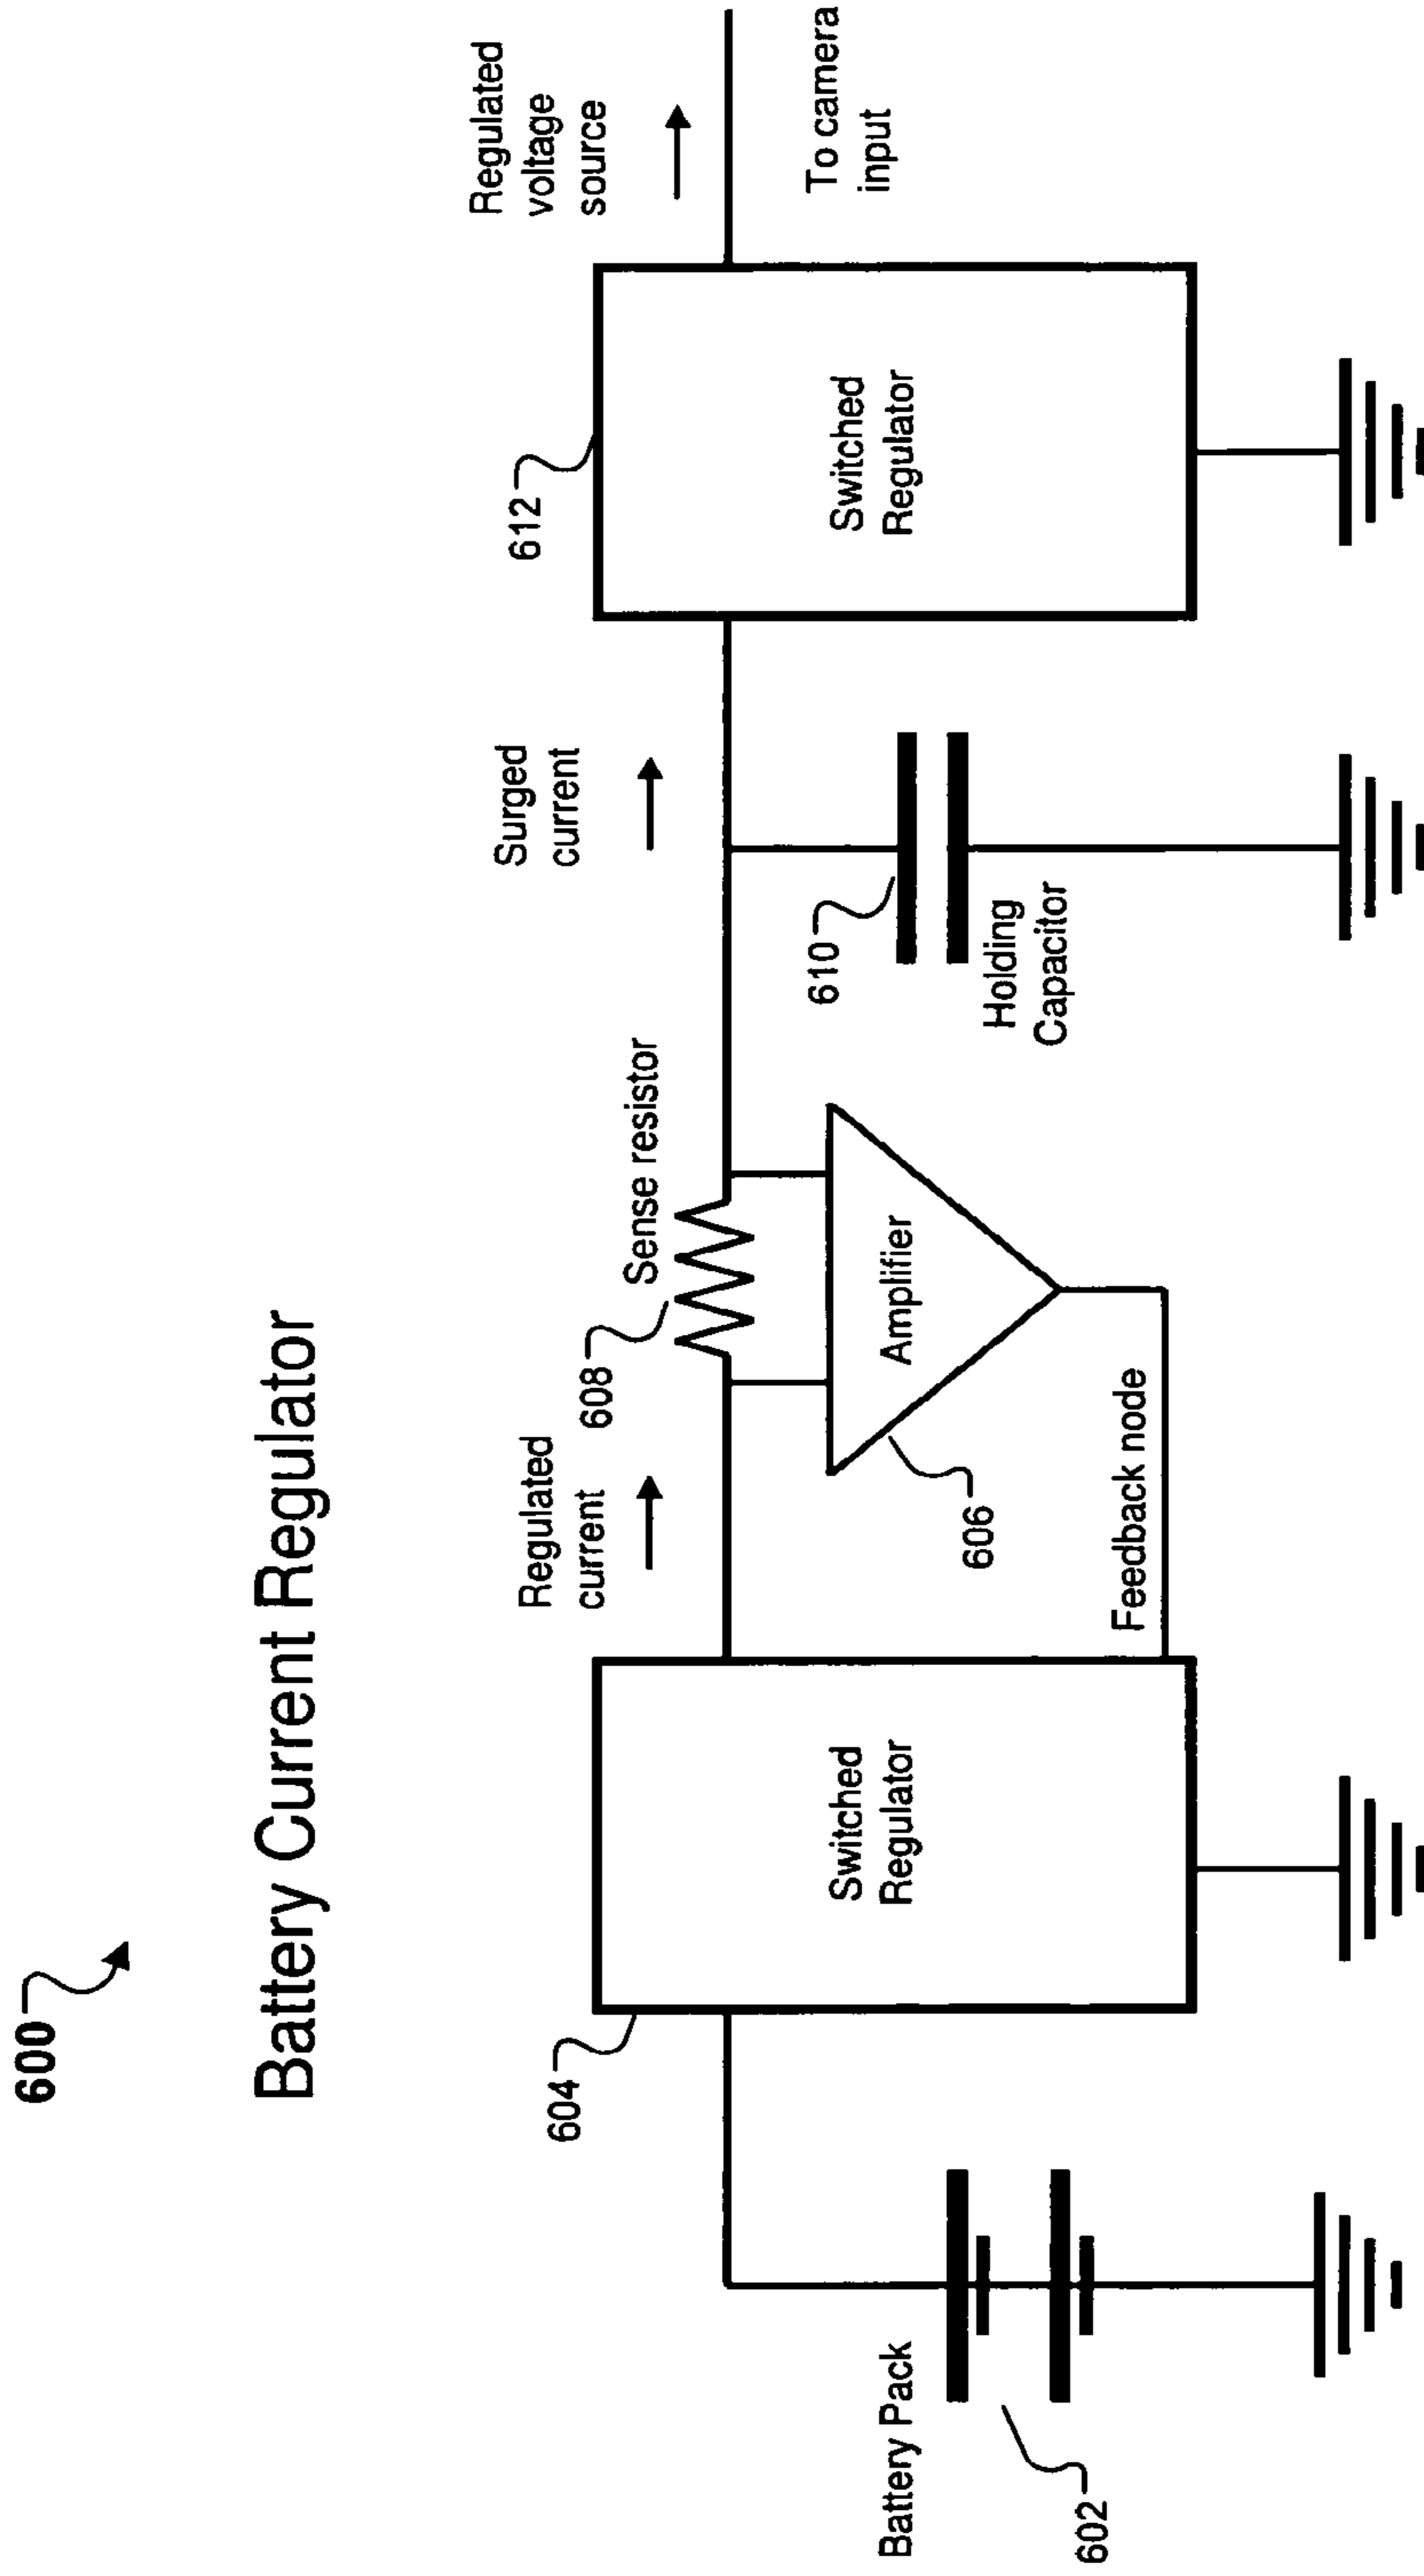 600
Battery Current Regulator
Regulated
voltage
source
To camera
input
612
Switched
Regulator
Surged
current
610
Holding
Capacitor
Sense resistor
608
Amplifier
606
Regulated
current
Feedback node
604
Switched
Regulator
Battery Pack
602